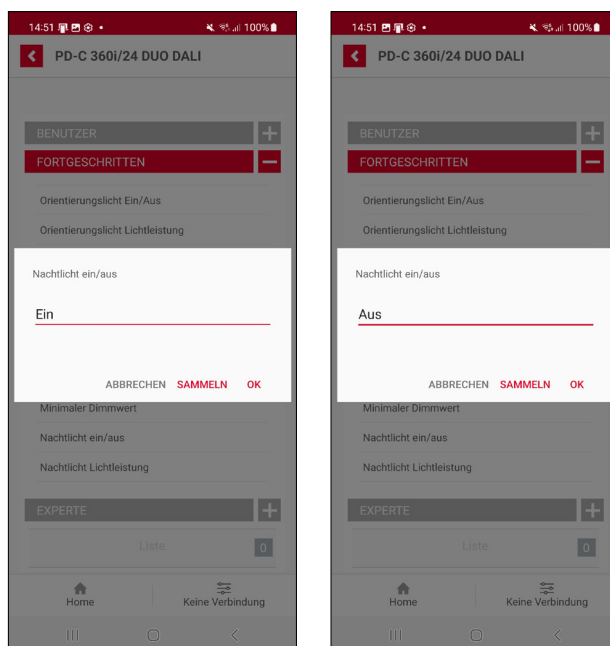 14:51 100%
PD-C 360i/24 DUO DALI
BENUTZER
FORTGESCHRITTEN
Orientierungslicht Ein/Aus
Orientierungslicht Lichtleistung
Nachtlicht ein/aus
Ein
ABBRECHEN SAMMELN OK
Minimaler Dimmwert
Nachtlicht ein/aus
Nachtlicht Lichtleistung
EXPERTE
Liste 0
Home Keine Verbindung
14:51 100%
PD-C 360i/24 DUO DALI
BENUTZER
FORTGESCHRITTEN
Orientierungslicht Ein/Aus
Orientierungslicht Lichtleistung
Nachtlicht ein/aus
Aus
ABBRECHEN SAMMELN OK
Minimaler Dimmwert
Nachtlicht ein/aus
Nachtlicht Lichtleistung
EXPERTE
Liste 0
Home Keine Verbindung